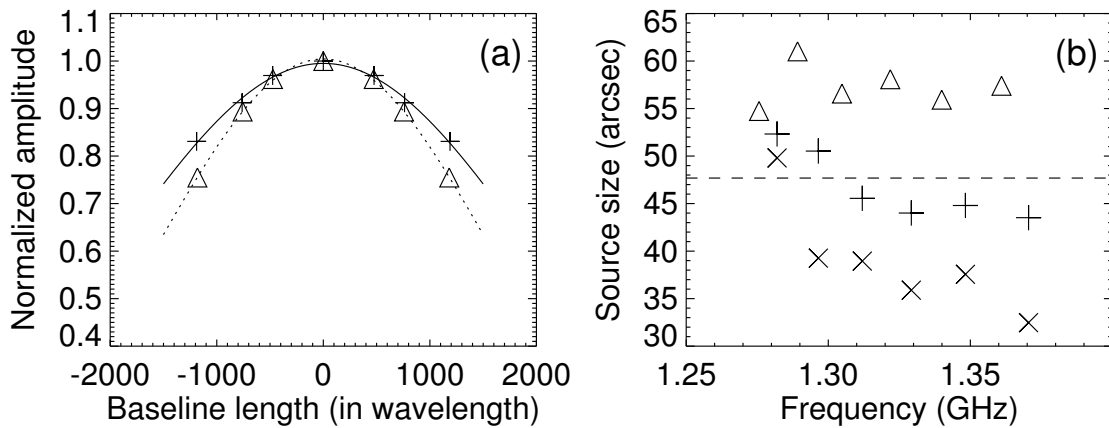 (a)
Normalized amplitude
1.1
1.0
0.9
0.8
0.7
0.6
0.5
0.4
-2000 -1000 0 1000 2000
Baseline length (in wavelength)
(b)
Source size (arcsec)
65
60
55
50
45
40
35
30
1.25 1.30 1.35
Frequency (GHz)